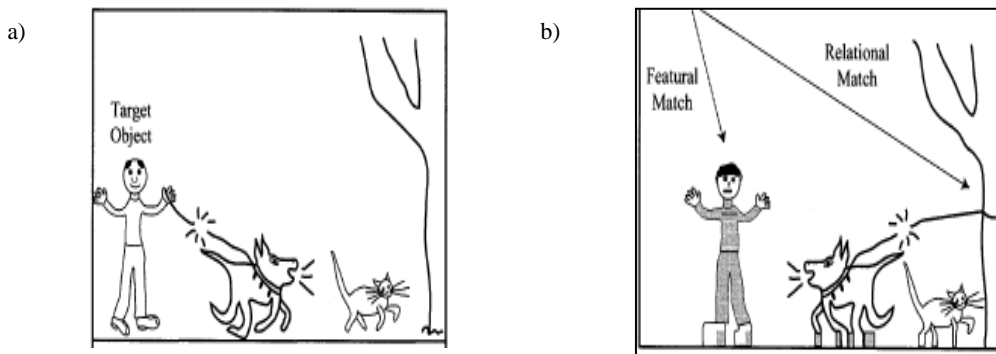 a)
Target
Object
b)
Featural
Match
Relational
Match